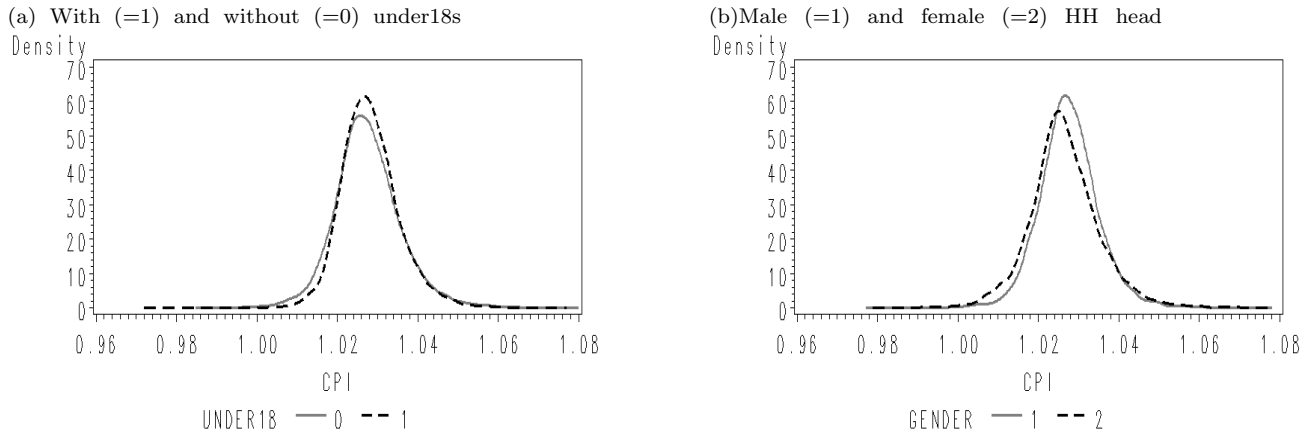 (a) With (=1) and without (=0) under18s
Density
70
60
50
40
30
20
10
0
0.96 0.98 1.00 1.02 1.04 1.06 1.08
CPI
UNDER18 0 1
(b)Male (=1) and female (=2) HH head
Density
70
60
50
40
30
20
10
0
0.96 0.98 1.00 1.02 1.04 1.06 1.08
CPI
GENDER 1 2